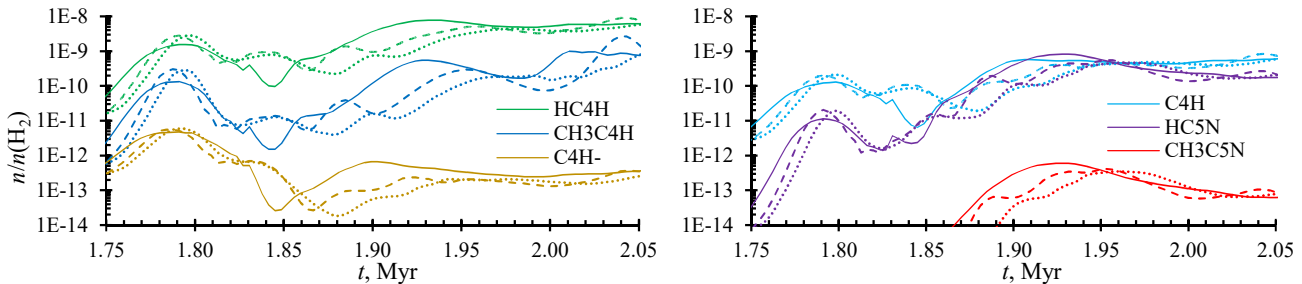 n/n(H₂)
1E-8
1E-9
1E-10
1E-11
1E-12
1E-13
1E-14
HC4H
CH3C4H
C4H-
1.75 1.80 1.85 1.90 1.95 2.00 2.05
t, Myr
1E-8
1E-9
1E-10
1E-11
1E-12
1E-13
1E-14
C4H
HC5N
CH3C5N
1.75 1.80 1.85 1.90 1.95 2.00 2.05
t, Myr